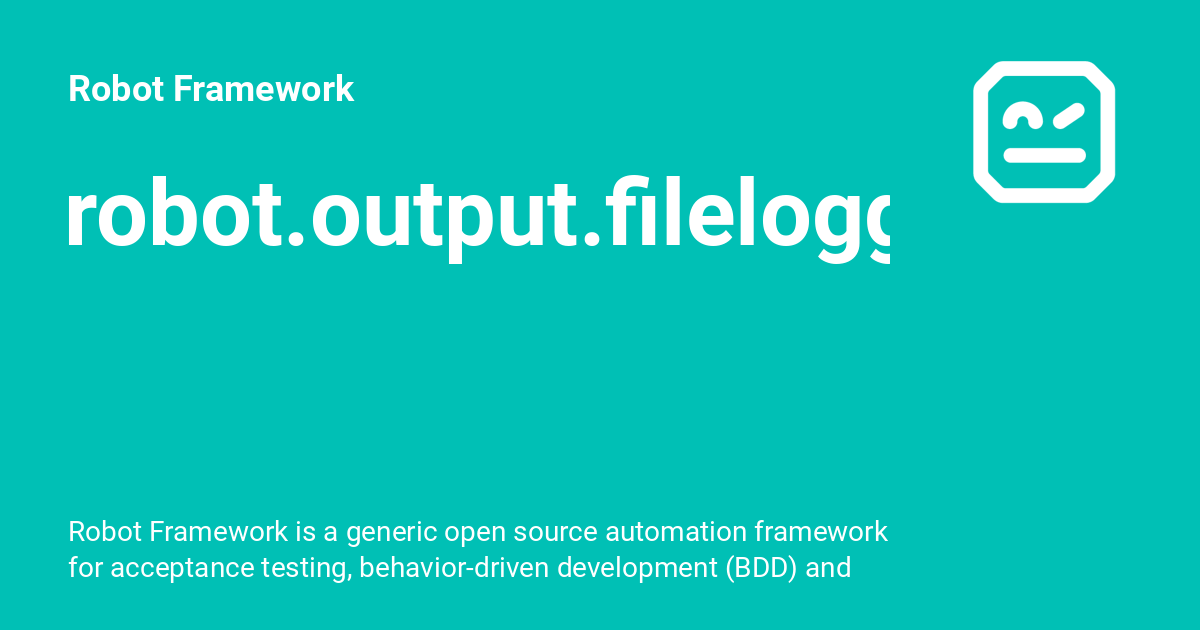 Robot Framework
robot.output.filelogg
Robot Framework is a generic open source automation framework
for acceptance testing, behavior-driven development (BDD) and